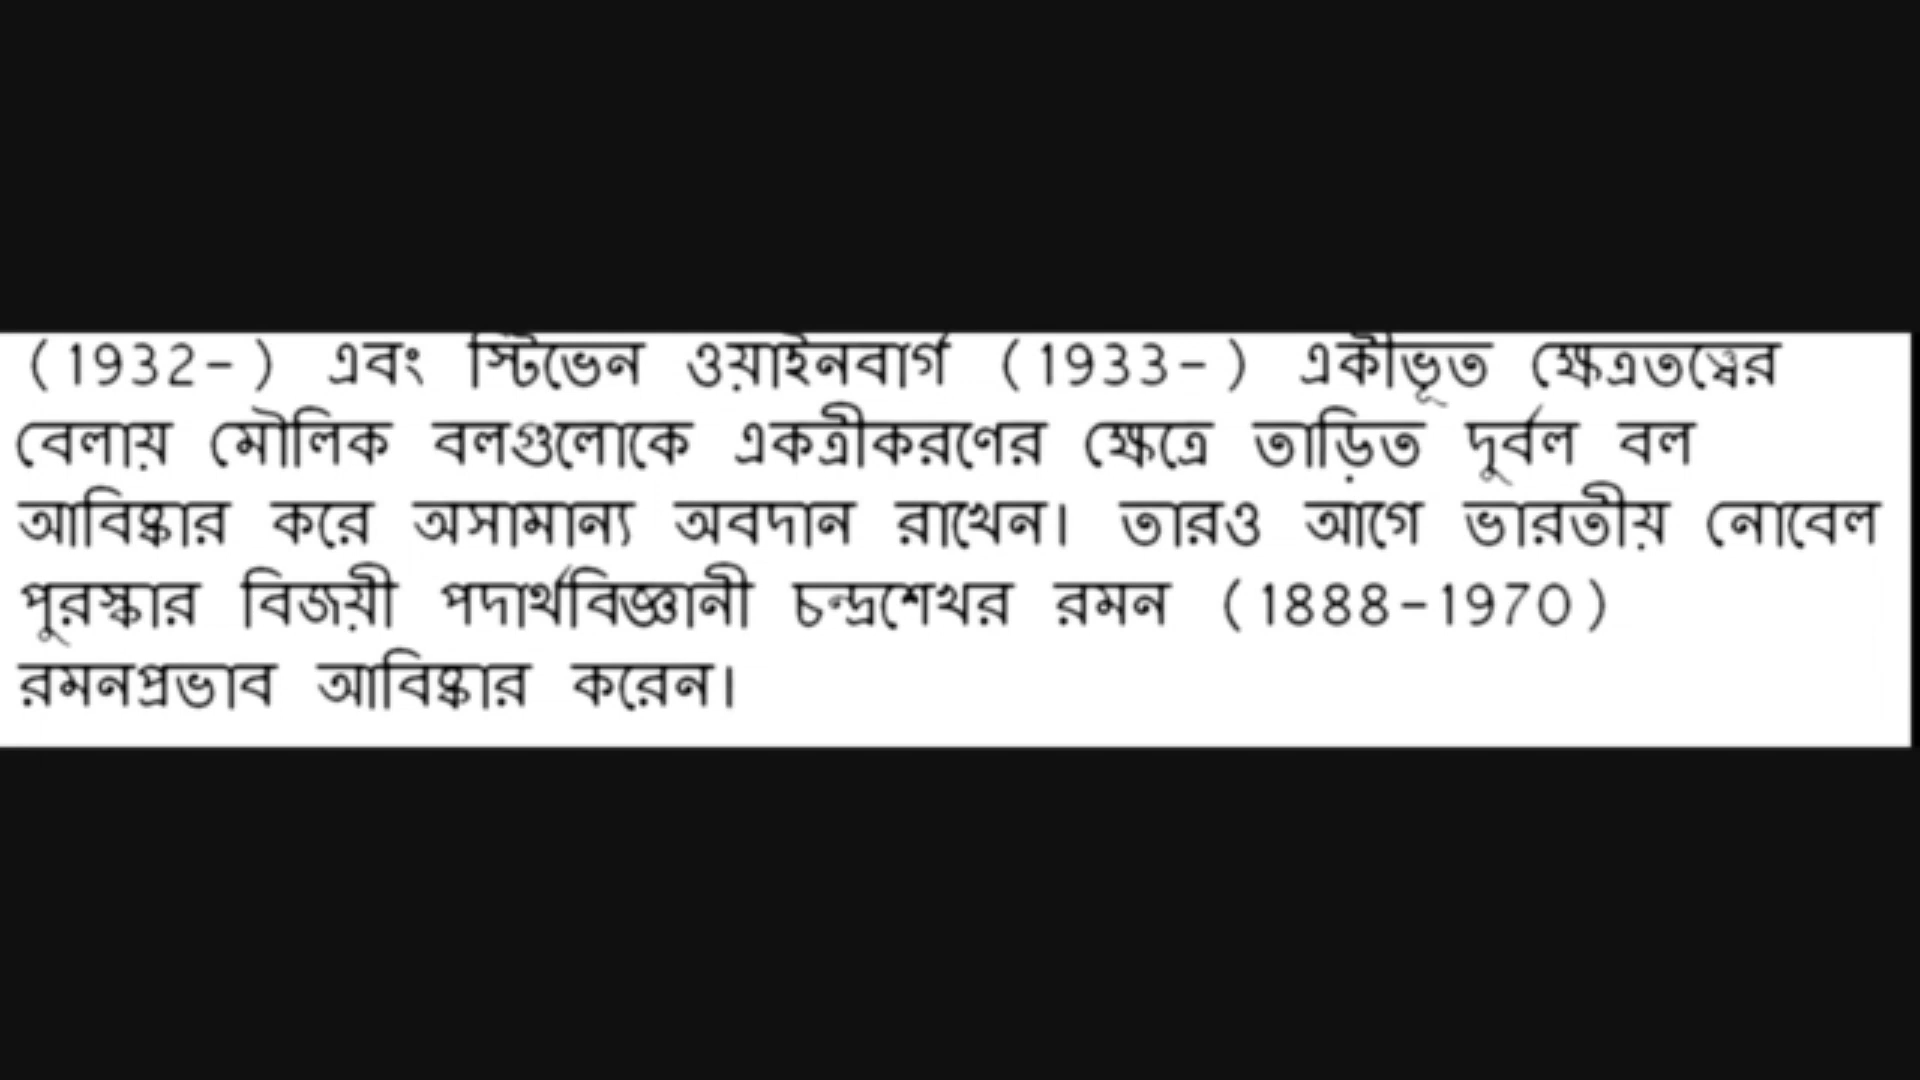 (1932-) এবং স্টিভেন ওয়াইনবার্গ (1933-) একীভূত ক্ষেত্রতত্ত্বের
বেলায় মৌলিক বলগুলোকে একত্রীকরণের ক্ষেত্রে তাড়িত দুর্বল বল
আবিষ্কার করে অসামান্য অবদান রাখেন। তারও আগে ভারতীয় নোবেল
পুরস্কার বিজয়ী পদার্থবিজ্ঞানী চন্দ্রশেখর রমন (1888-1970)
রমনপ্রভাব আবিষ্কার করেন।